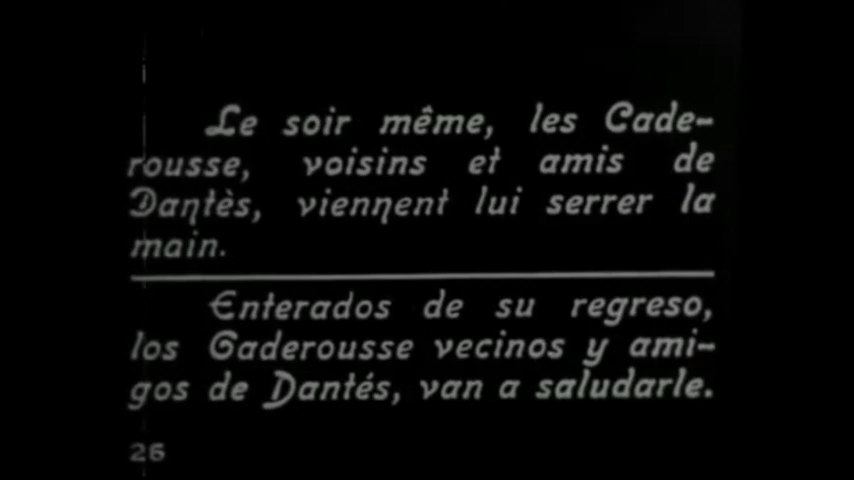 Le soir même, les Cade-
rousse, voisins et amis de
Dantès, viennent lui serrer la
main.
Enterados de su regreso,
los Caderousse vecinos y ami-
gos de Dantés, van a saludarle.
26